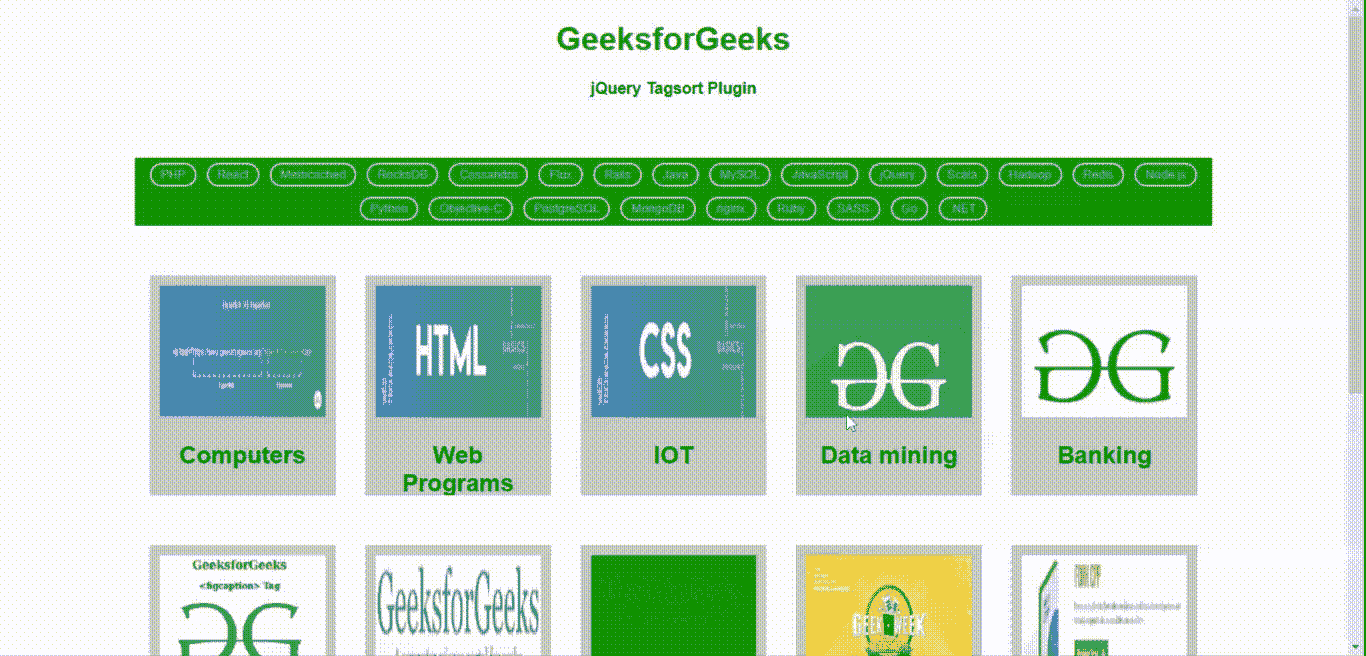 GeeksforGeeks
jQuery Tagsort Plugin
PHP React Memcached RocksDB Cassandra Flux Rails Java MySQL JavaScript jQuery Scala Hadoop Redis Node.js
Python Objective-C PostgreSQL MongoDB nginx Ruby SASS Go .NET
HTML
BASICS
CSS
BASICS
Computers
Web
Programs
IOT
Data mining
Banking
GeeksforGeeks
<figcaption> Tag
GeeksforGeeks
GEEK WEEK